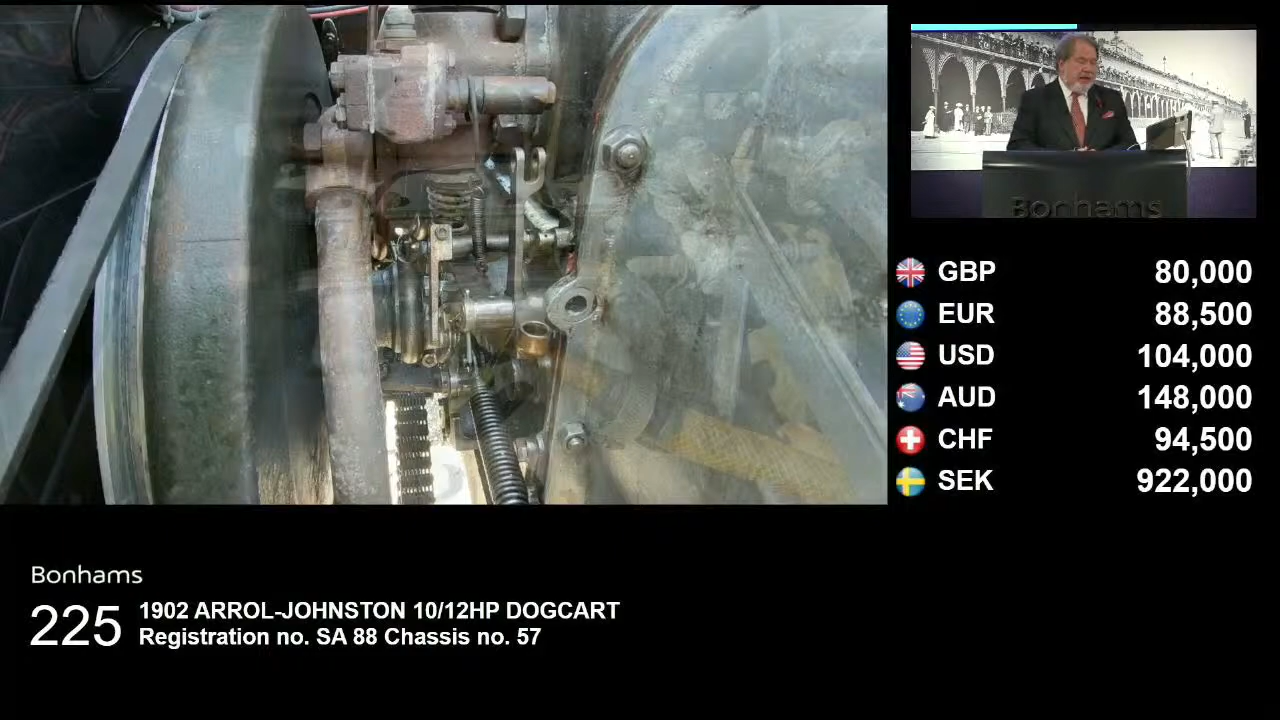 Bonhams
GBP 80,000
EUR 88,500
USD 104,000
AUD 148,000
CHF 94,500
SEK 922,000
Bonhams
225
1902 ARROL-JOHNSTON 10/12HP DOGCART
Registration no. SA 88 Chassis no. 57